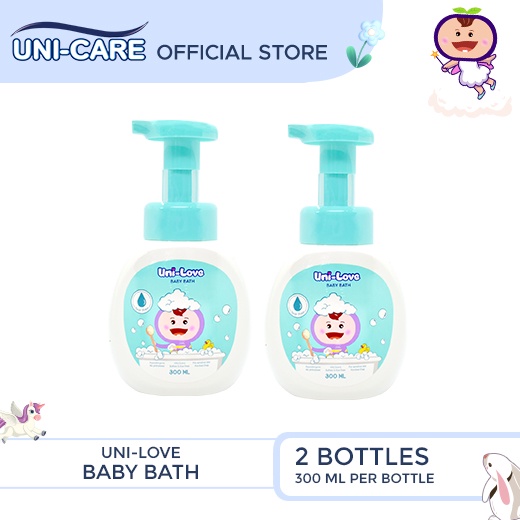 UNI-CARE OFFICIAL STORE
Uni-Love
BABY BATH
300 ML
Uni-Love
BABY BATH
300 ML
UNI-LOVE
BABY BATH
2 BOTTLES
300 ML PER BOTTLE